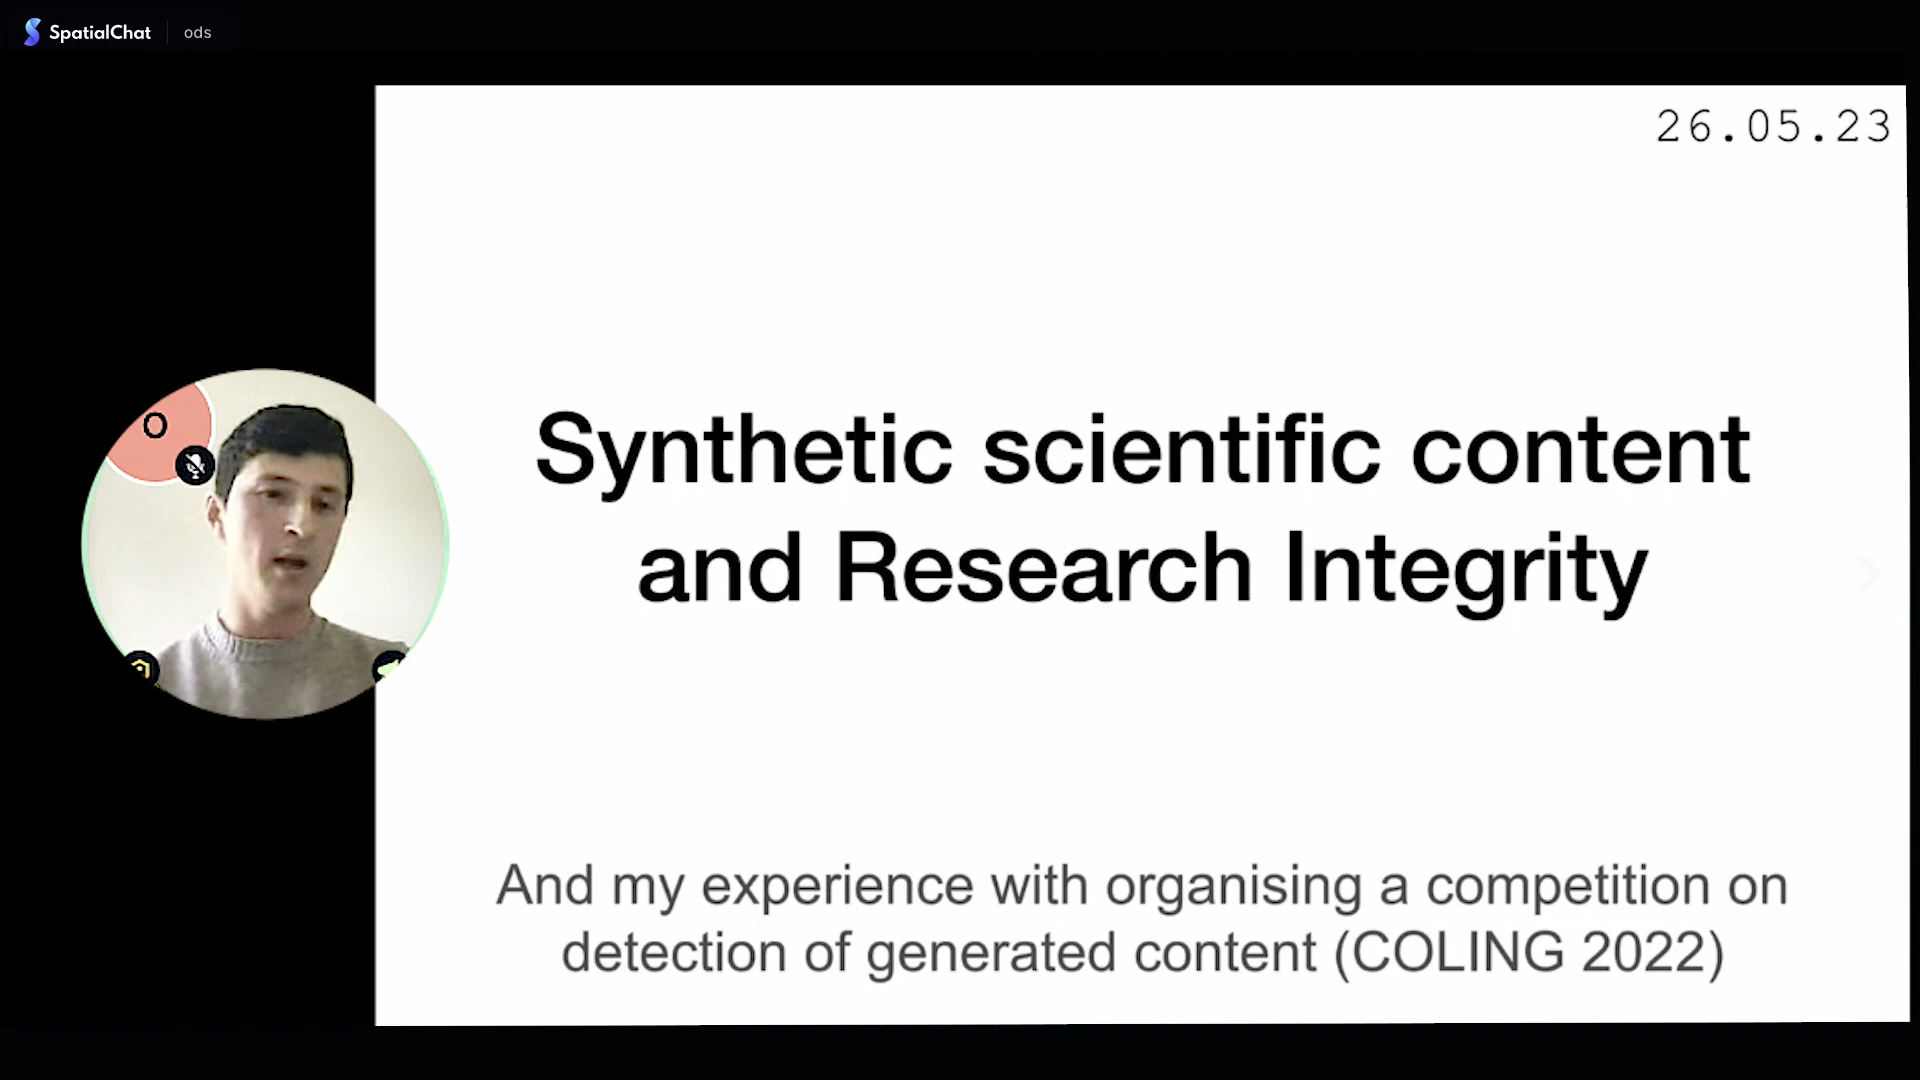 SpatialChat ods
26.05.23
O
Synthetic scientific content
and Research Integrity
And my experience with organising a competition on
detection of generated content (COLING 2022)